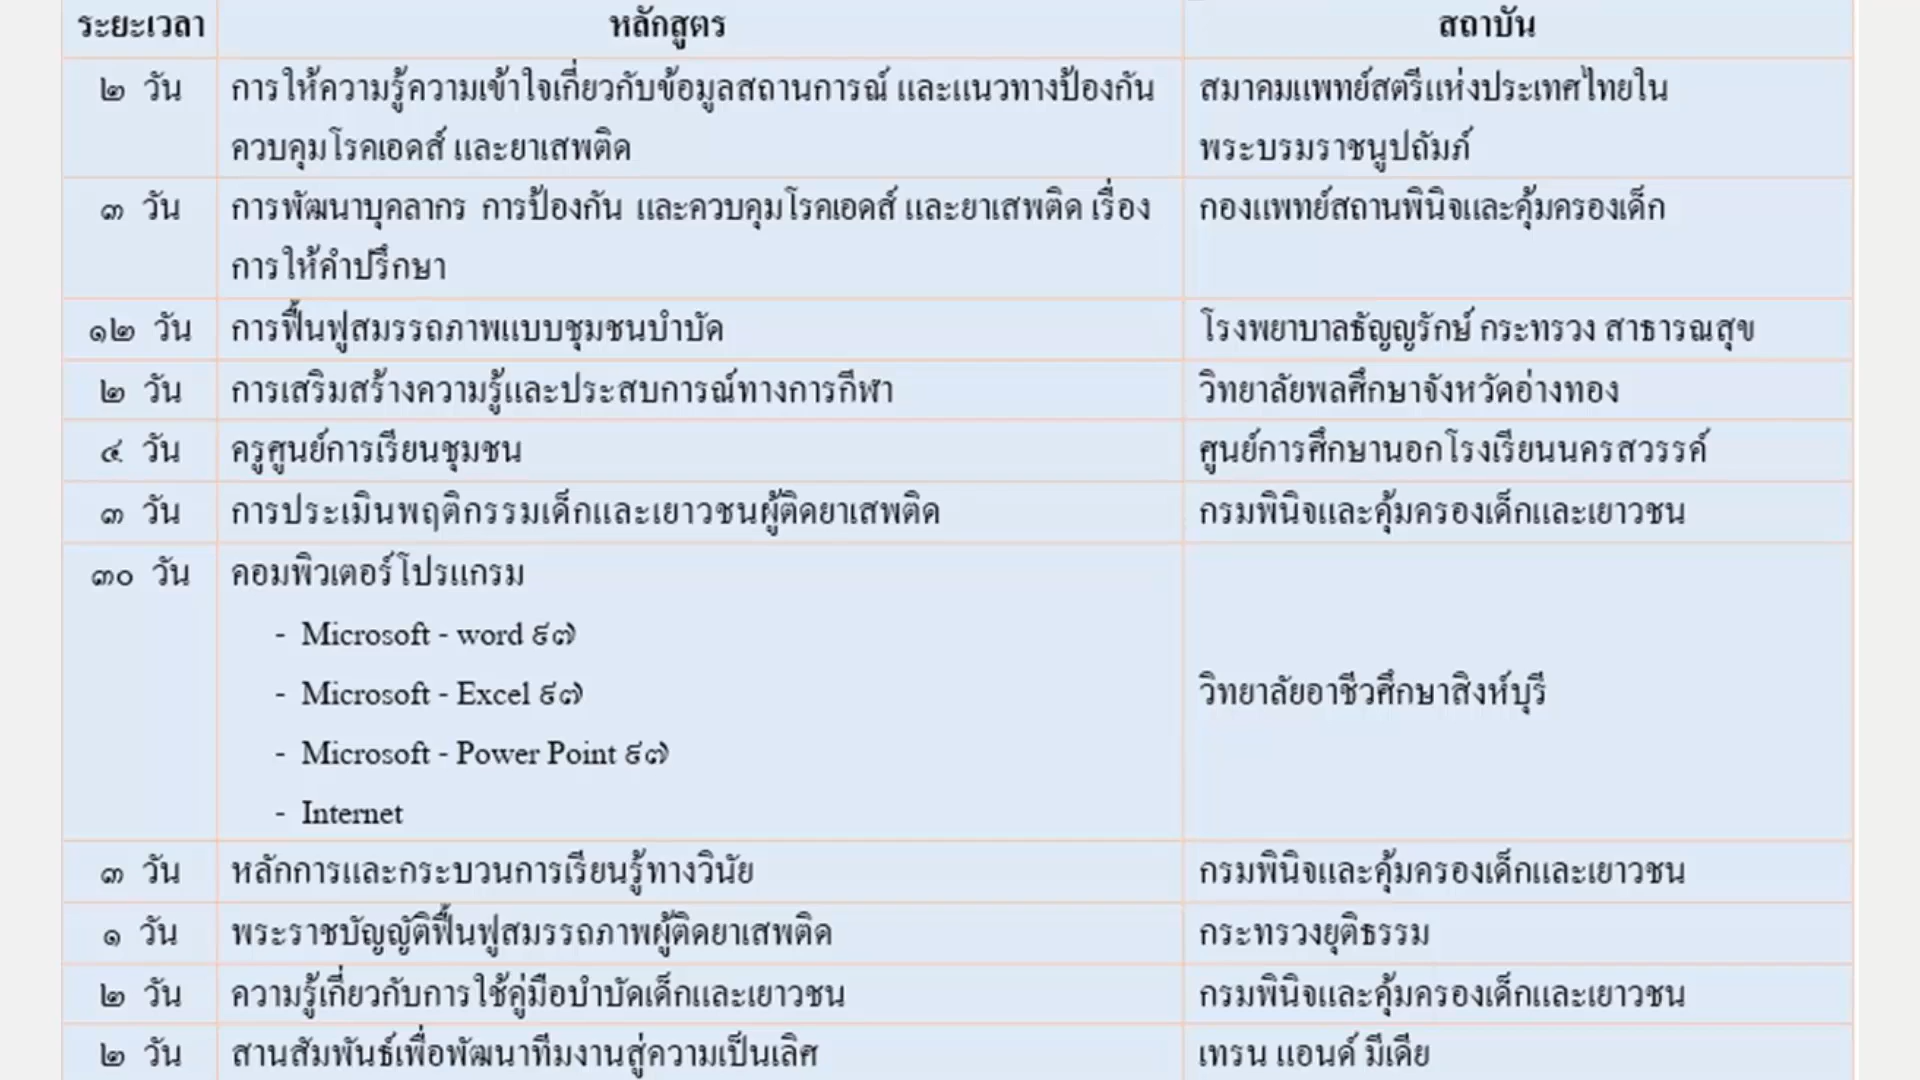 ระยะเวลา หลักสูตร สถาบัน
๒ วัน การให้ความรู้ความเข้าใจเกี่ยวกับข้อมูลสถานการณ์ และแนวทางป้องกัน สมาคมแพทย์สตรีแห่งประเทศไทยใน
ควบคุมโรคเอดส์ และยาเสพติด พระบรมราชนูปถัมภ์
๓ วัน การพัฒนาบุคลากร การป้องกัน และควบคุมโรคเอดส์ และยาเสพติด เรื่อง กองแพทย์สถานพินิจและคุ้มครองเด็ก
การให้คำปรึกษา
๑๒ วัน การฟื้นฟูสมรรถภาพแบบชุมชนบำบัด โรงพยาบาลธัญญรักษ์ กระทรวง สาธารณสุข
๒ วัน การเสริมสร้างความรู้และประสบการณ์ทางการกีฬา วิทยาลัยพลศึกษาจังหวัดอ่างทอง
๔ วัน ครูศูนย์การเรียนชุมชน ศูนย์การศึกษานอกโรงเรียนนครสวรรค์
๓ วัน การประเมินพฤติกรรมเด็กและเยาวชนผู้ติดยาเสพติด กรมพินิจและคุ้มครองเด็กและเยาวชน
๓๐ วัน คอมพิวเตอร์โปรแกรม
- Microsoft - word ๙๗
- Microsoft - Excel ๙๗ วิทยาลัยอาชีวศึกษาสิงห์บุรี
- Microsoft - Power Point ๙๗
- Internet
๓ วัน หลักการและกระบวนการเรียนรู้ทางวินัย กรมพินิจและคุ้มครองเด็กและเยาวชน
๑ วัน พระราชบัญญัติฟื้นฟูสมรรถภาพผู้ติดยาเสพติด กระทรวงยุติธรรม
๒ วัน ความรู้เกี่ยวกับการใช้คู่มือบำบัดเด็กและเยาวชน กรมพินิจและคุ้มครองเด็กและเยาวชน
๒ วัน สานสัมพันธ์เพื่อพัฒนาทีมงานสู่ความเป็นเลิศ เทรน แอนด์ มีเดีย